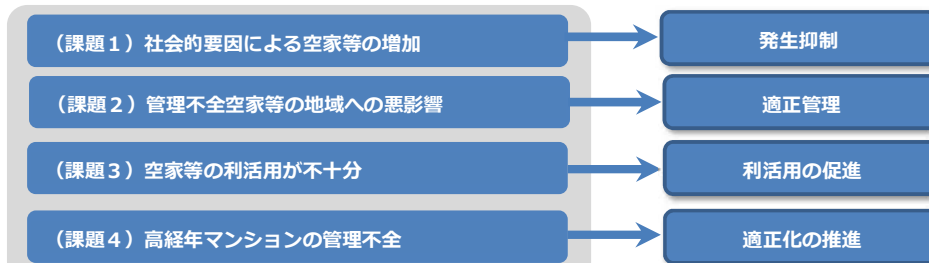 （課題１）社会的要因による空家等の増加
発生抑制
（課題２）管理不全空家等の地域への悪影響
適正管理
（課題３）空家等の利活用が不十分
利活用の促進
（課題４）高経年マンションの管理不全
適正化の推進